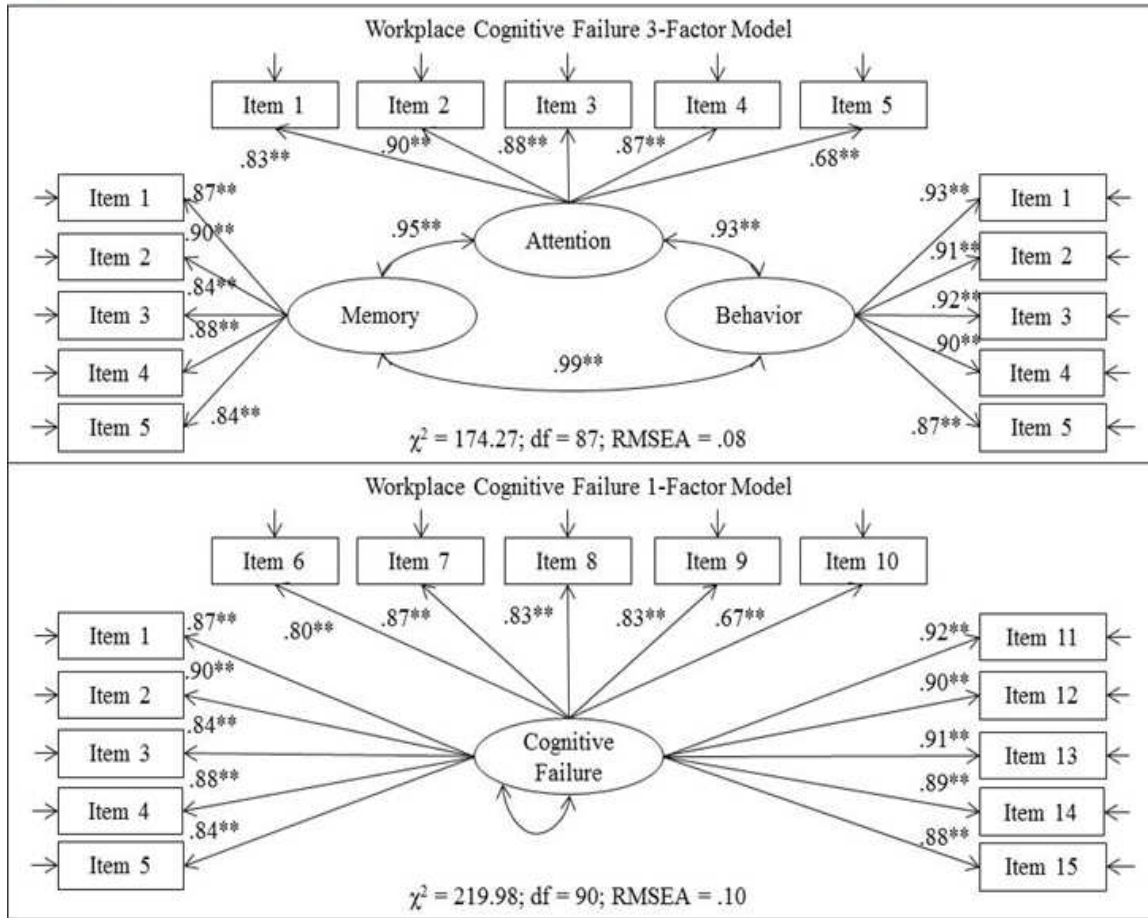 Workplace Cognitive Failure 3-Factor Model
Item 1
Item 2
Item 3
Item 4
Item 5
.83**
.90**
.88**
.87**
.68**
Item 1
Item 2
Item 3
Item 4
Item 5
.87**
.90**
.84**
.88**
.84**
Attention
Memory
Behavior
.95**
.93**
.99**
.93**
.91**
.92**
.90**
.87**
Item 1
Item 2
Item 3
Item 4
Item 5
χ² = 174.27; df = 87; RMSEA = .08
Workplace Cognitive Failure 1-Factor Model
Item 6
Item 7
Item 8
Item 9
Item 10
.80**
.87**
.83**
.83**
.67**
Item 1
Item 2
Item 3
Item 4
Item 5
.87**
.90**
.84**
.88**
.84**
Cognitive
Failure
.92**
.90**
.91**
.89**
.88**
Item 11
Item 12
Item 13
Item 14
Item 15
χ² = 219.98; df = 90; RMSEA = .10